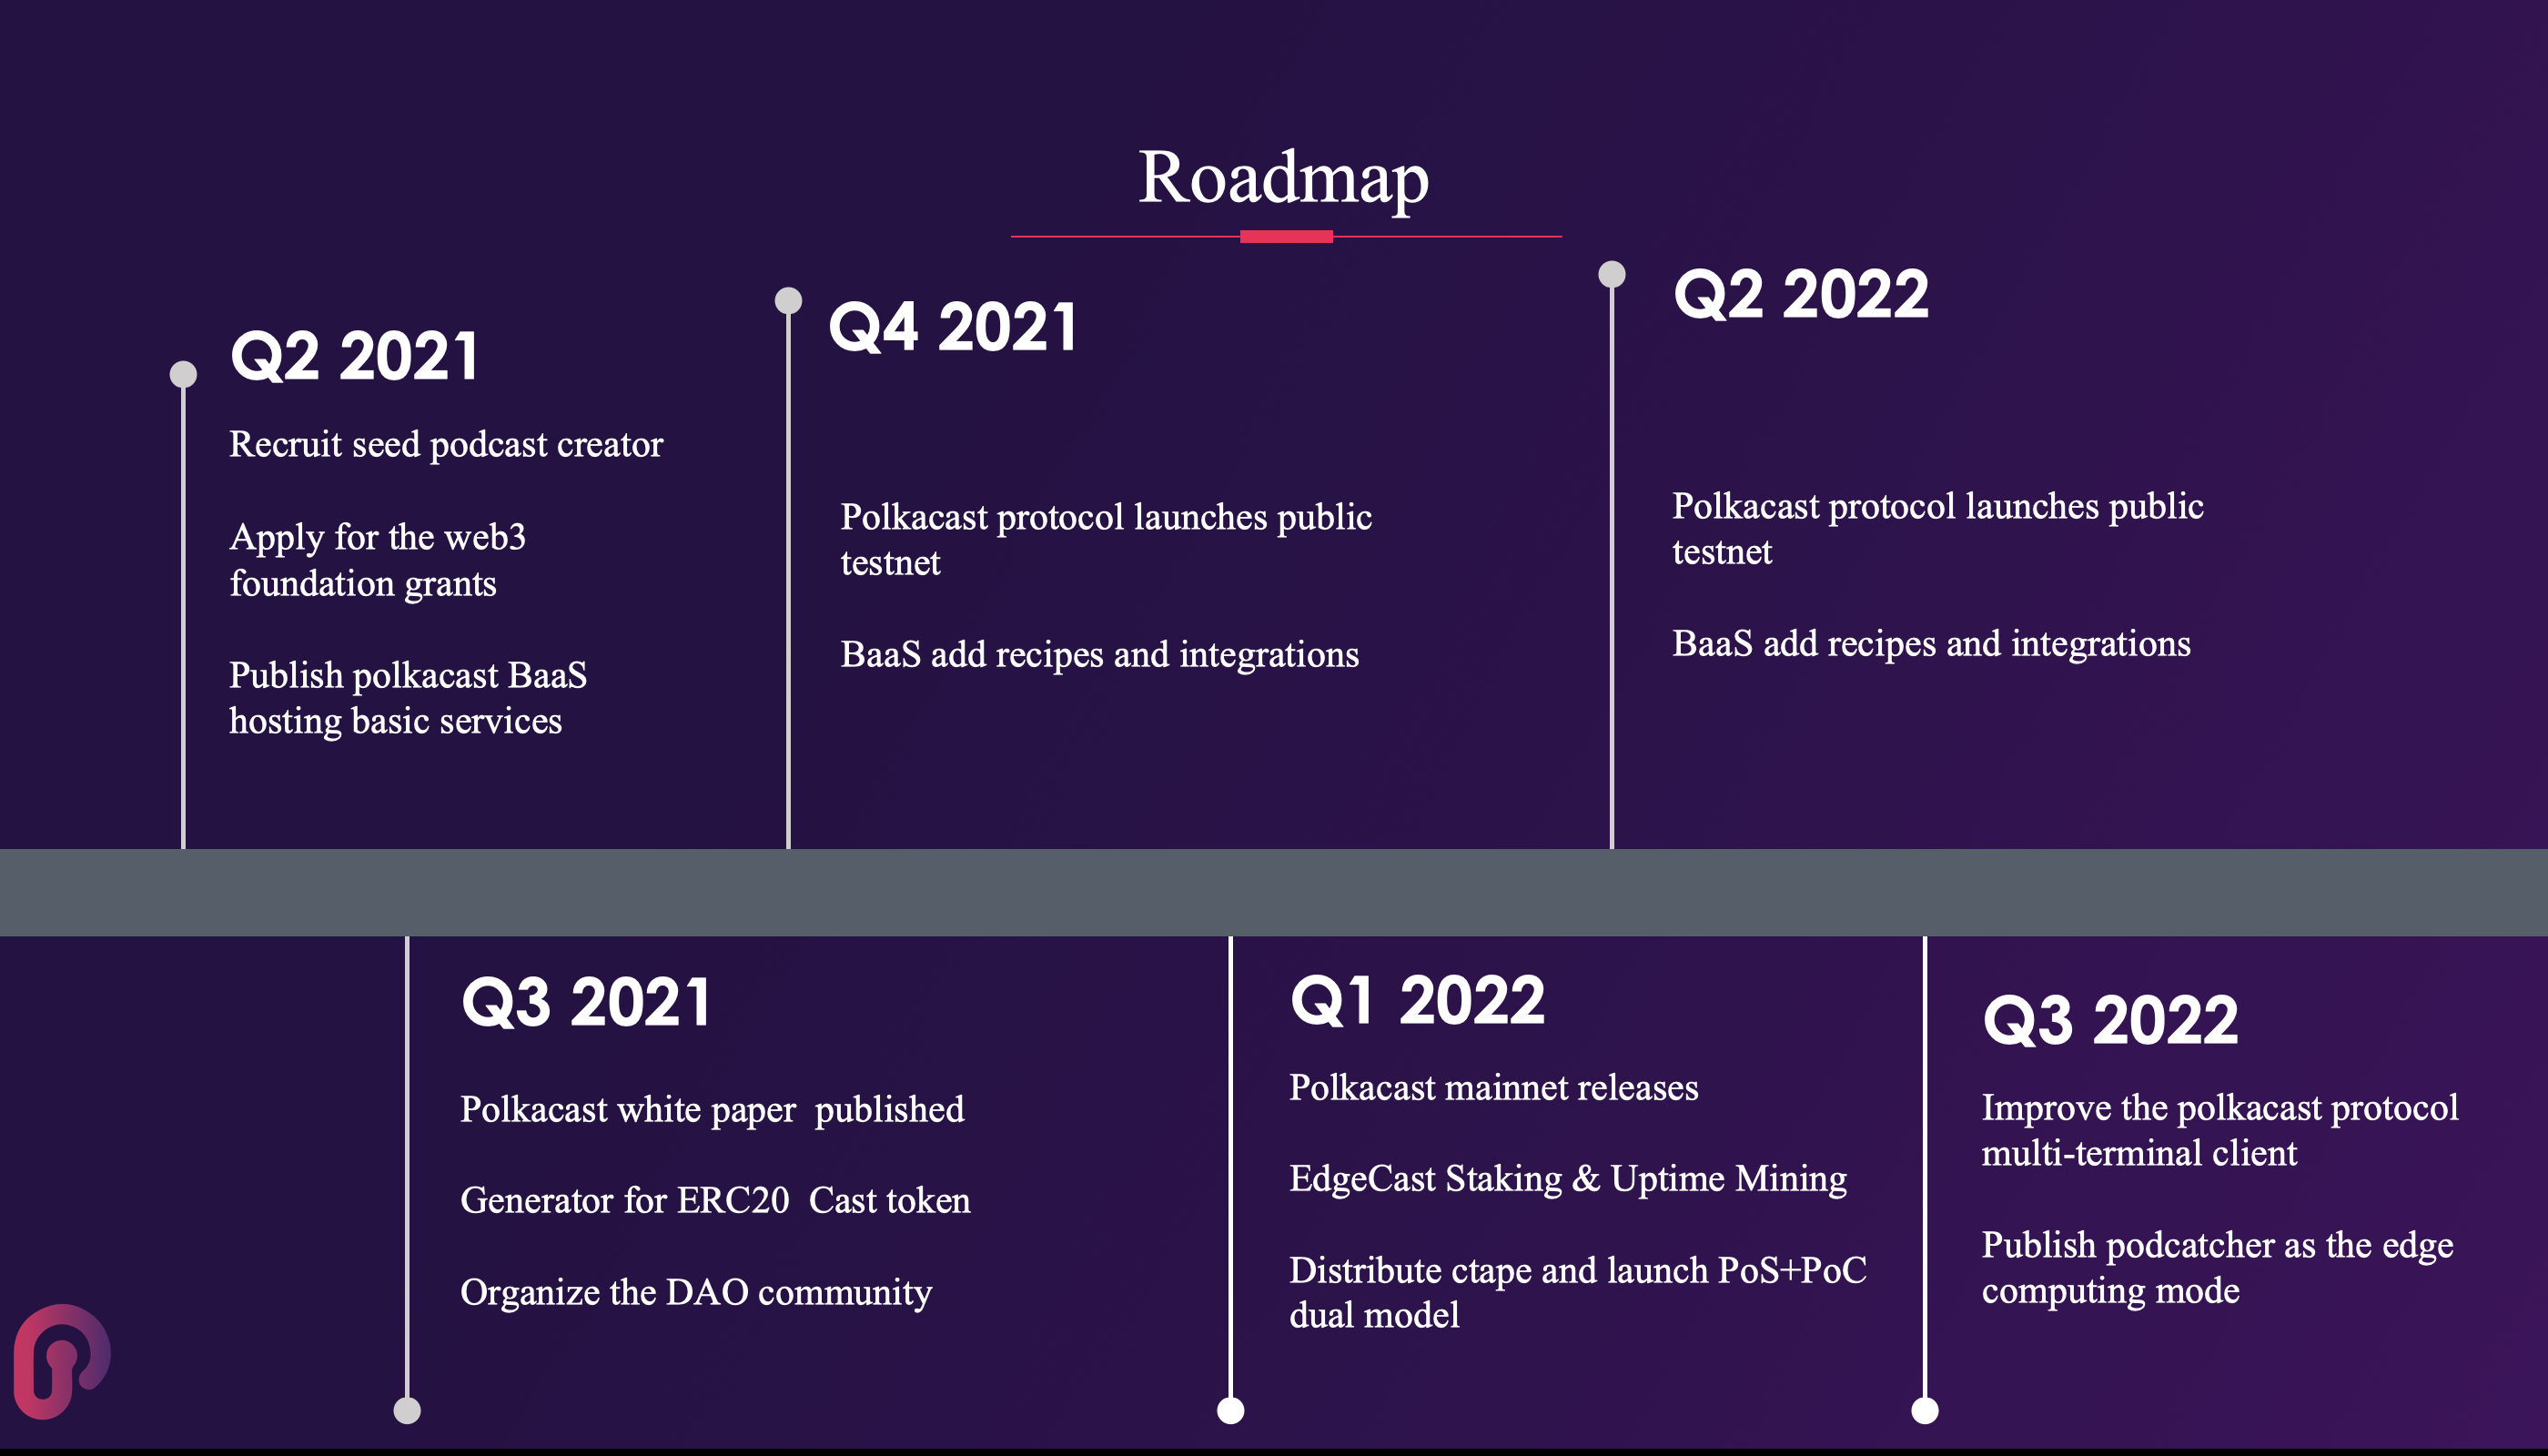 Roadmap
Q2 2021
Recruit seed podcast creator
Apply for the web3
foundation grants
Publish polkacast BaaS
hosting basic services
Q4 2021
Polkacast protocol launches public
testnet
BaaS add recipes and integrations
Q2 2022
Polkacast protocol launches public
testnet
BaaS add recipes and integrations
Q3 2021
Polkacast white paper  published
Generator for ERC20  Cast token
Organize the DAO community
Q1 2022
Polkacast mainnet releases
EdgeCast Staking & Uptime Mining
Distribute ctape and launch PoS+PoC
dual model
Q3 2022
Improve the polkacast protocol
multi-terminal client
Publish podcatcher as the edge
computing mode